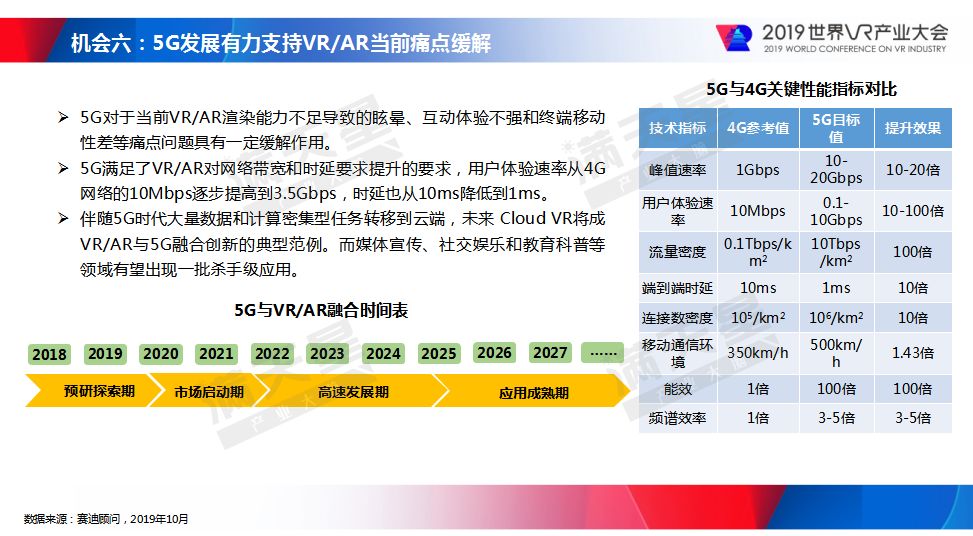 机会六：5G发展有力支持VR/AR当前痛点缓解
2019世界VR产业大会
2019 WORLD CONFERENCE ON VR INDUSTRY
➢ 5G对于当前VR/AR渲染能力不足导致的眩晕、互动体验不强和终端移动
性差等痛点问题具有一定缓解作用。
➢ 5G满足了VR/AR对网络带宽和时延要求提升的要求，用户体验速率从4G
网络的10Mbps逐步提高到3.5Gbps，时延也从10ms降低到1ms。
➢ 伴随5G时代大量数据和计算密集型任务转移到云端，未来 Cloud VR将成
VR/AR与5G融合创新的典型范例。而媒体宣传、社交娱乐和教育科普等
领域有望出现一批杀手级应用。
5G与VR/AR融合时间表
2018 2019 2020 2021 2022 2023 2024 2025 2026 2027 ……
预研探索期 市场启动期 高速发展期 应用成熟期
5G与4G关键性能指标对比
技术指标 4G参考值 5G目标值 提升效果
峰值速率 1Gbps 10-20Gbps 10-20倍
用户体验速率 10Mbps 0.1-10Gbps 10-100倍
流量密度 0.1Tbps/km² 10Tbps/km² 100倍
端到端时延 10ms 1ms 10倍
连接数密度 10⁵/km² 10⁶/km² 10倍
移动通信环境 350km/h 500km/h 1.43倍
能效 1倍 100倍 100倍
频谱效率 1倍 3-5倍 3-5倍
数据来源：赛迪顾问，2019年10月
满天星
产业大脑